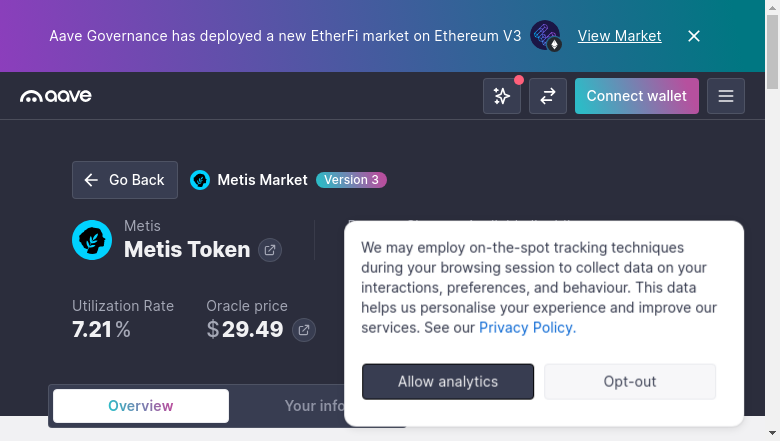 Aave Governance has deployed a new EtherFi market on Ethereum V3 View Market
aave
Connect wallet
Go Back
Metis Market Version 3
Metis
Metis Token
Utilization Rate
7.21 %
Oracle price
$ 29.49
We may employ on-the-spot tracking techniques
during your browsing session to collect data on your
interactions, preferences, and behaviour. This data
helps us personalise your experience and improve our
services. See our Privacy Policy.
Allow analytics
Opt-out
Overview
Your info